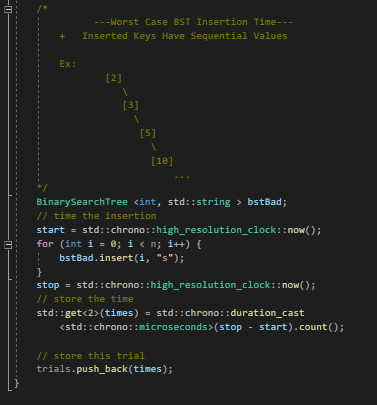 /*
---Worst Case BST Insertion Time---
+ Inserted Keys Have Sequential Values
Ex:
[2]
\
[3]
\
[5]
\
[10]
...
*/
BinarySearchTree <int, std::string > bstBad;
// time the insertion
start = std::chrono::high_resolution_clock::now();
for (int i = 0; i < n; i++) {
bstBad.insert(i, "s");
}
stop = std::chrono::high_resolution_clock::now();
// store the time
std::get<2>(times) = std::chrono::duration_cast
<std::chrono::microseconds>(stop - start).count();
// store this trial
trials.push_back(times);
}